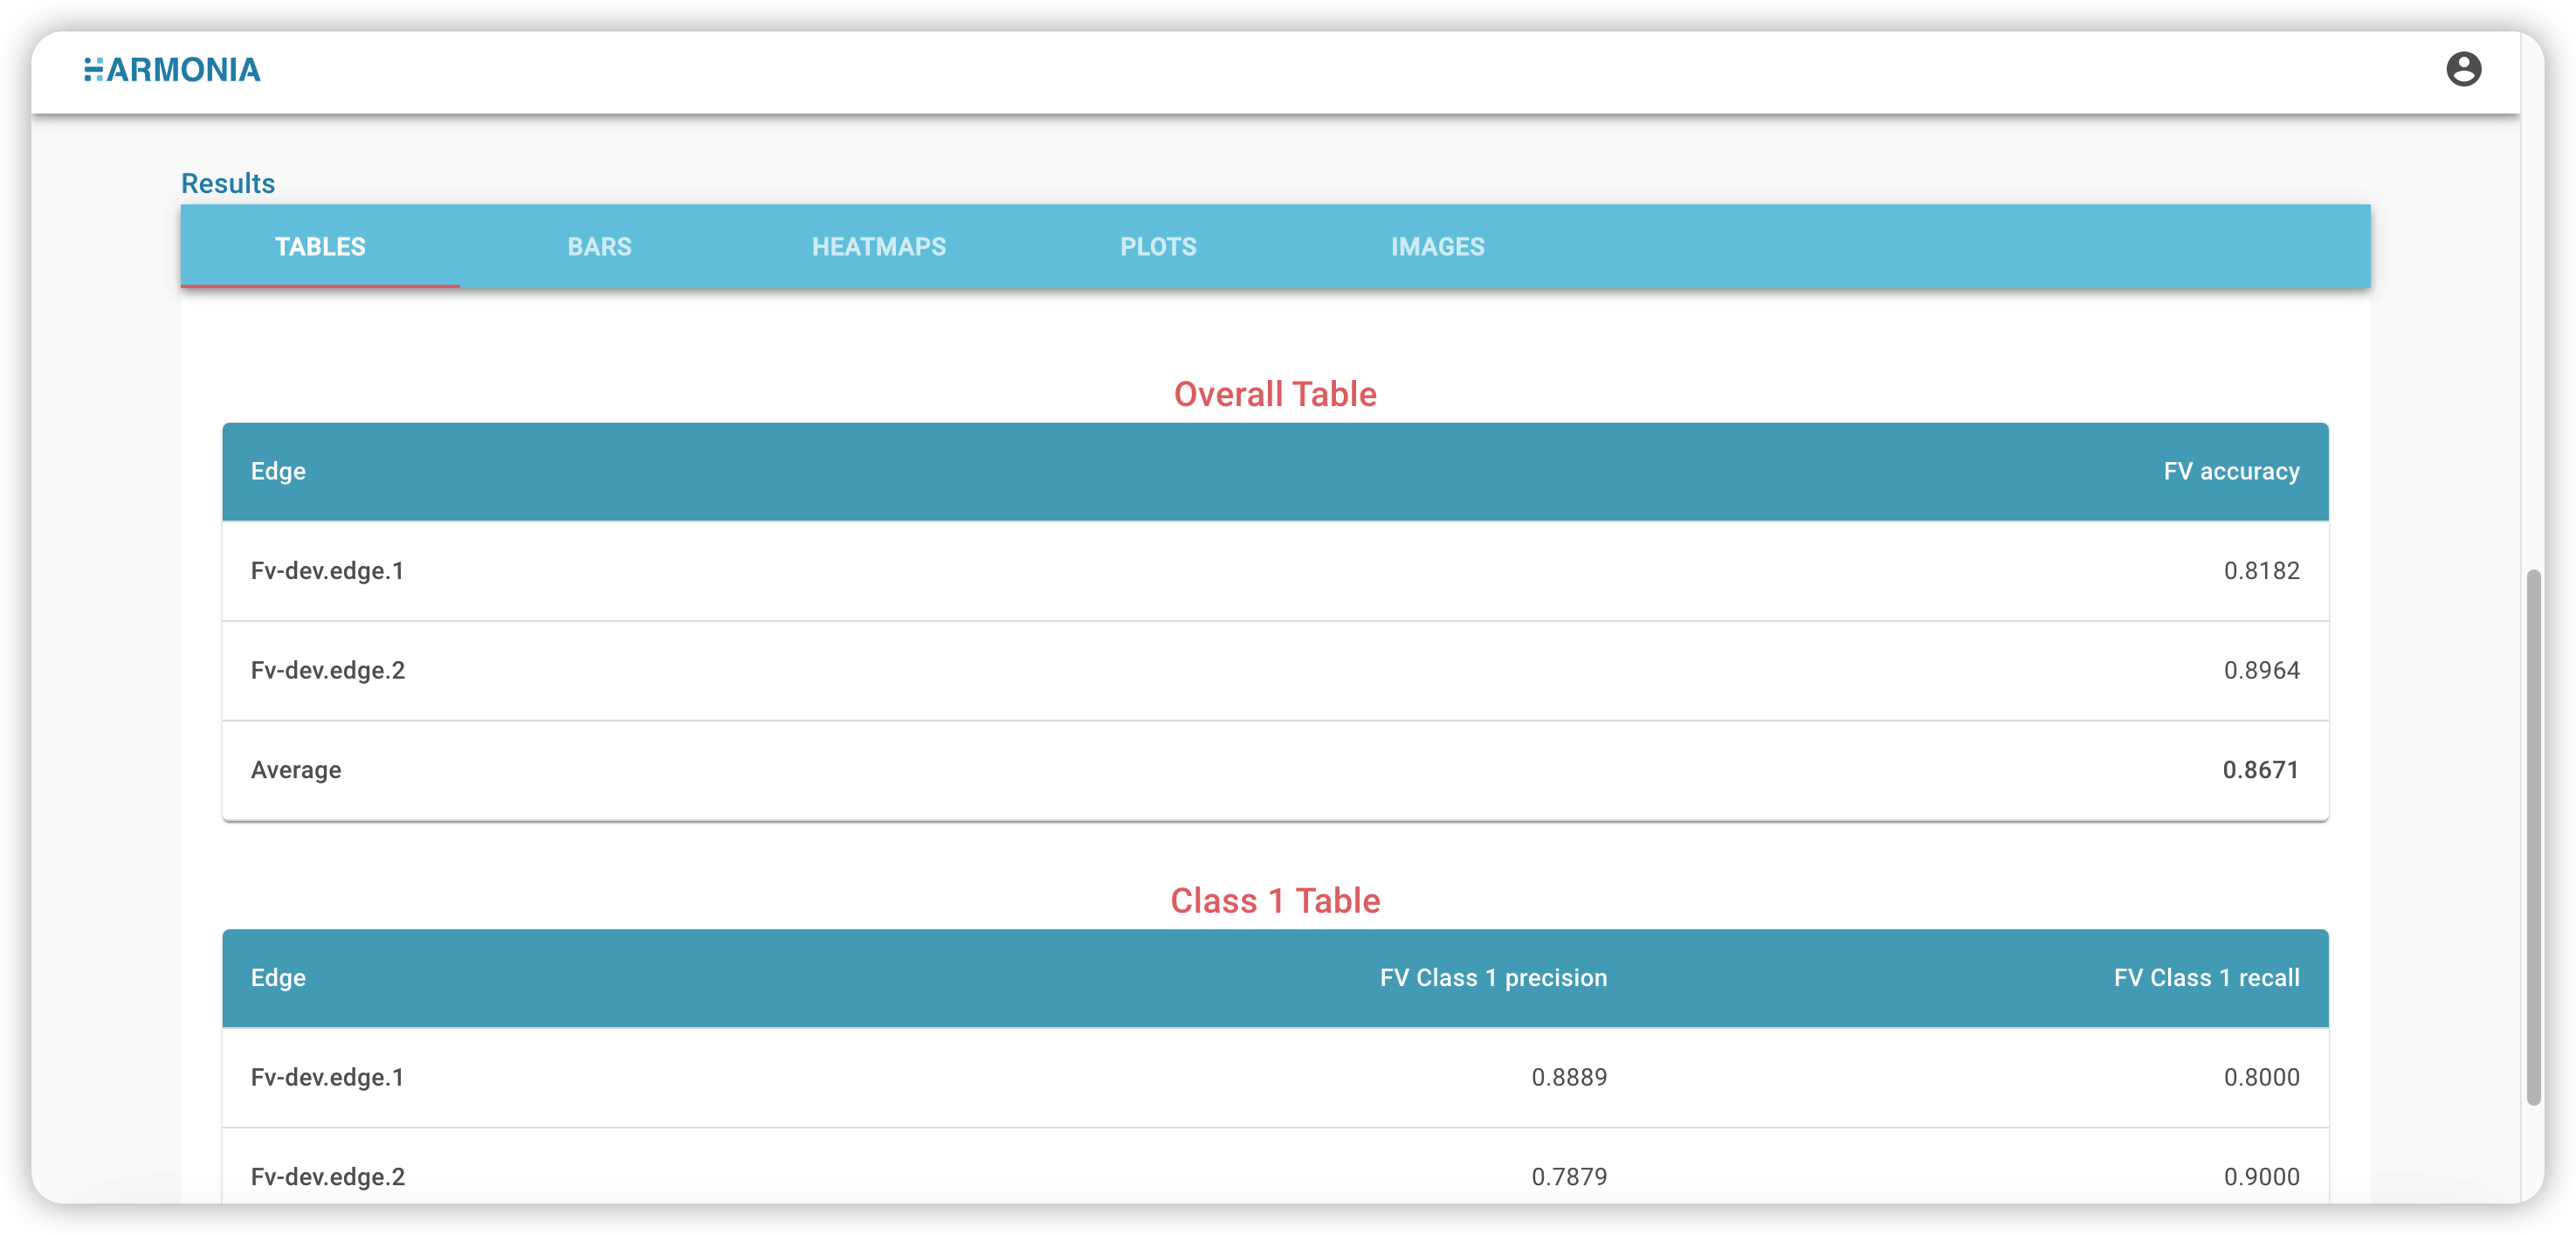 HARMONIA
Results
TABLES BARS HEATMAPS PLOTS IMAGES
Overall Table
Edge FV accuracy
Fv-dev.edge.1 0.8182
Fv-dev.edge.2 0.8964
Average 0.8671
Class 1 Table
Edge FV Class 1 precision FV Class 1 recall
Fv-dev.edge.1 0.8889 0.8000
Fv-dev.edge.2 0.7879 0.9000